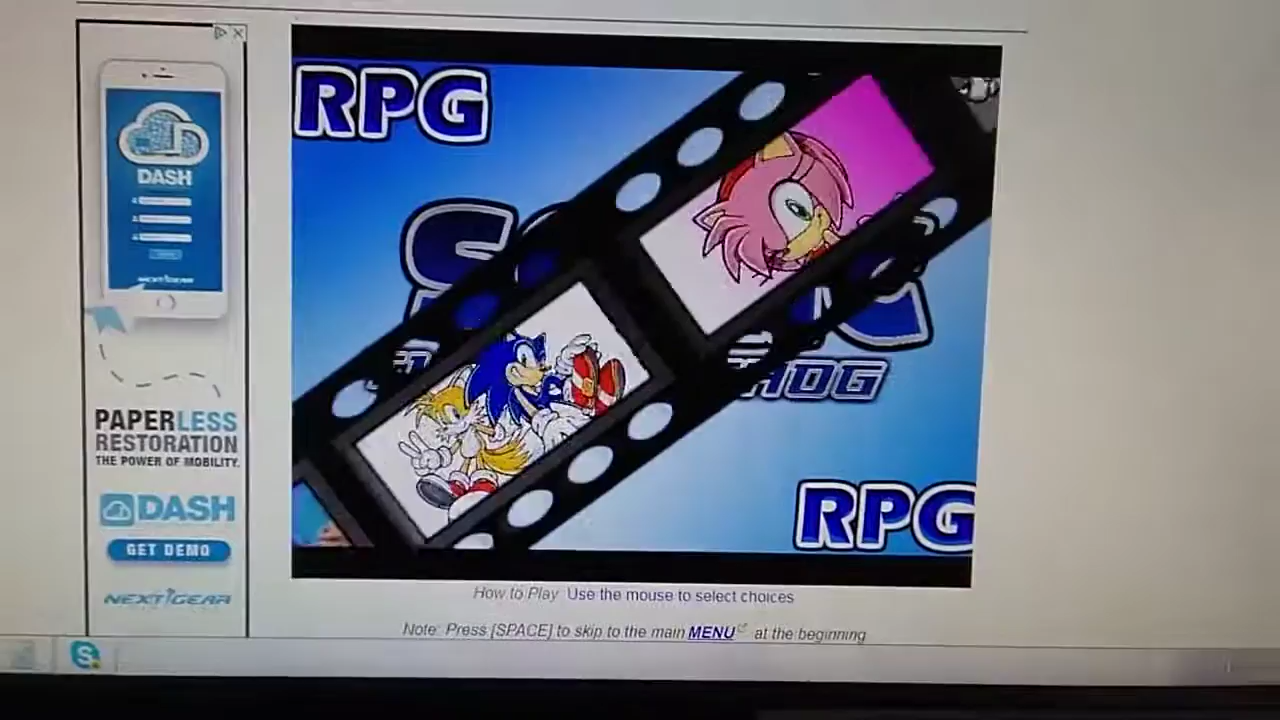 RPG
DASH
NEXTGEAR
HOG
RPG
PAPERLESS
RESTORATION
THE POWER OF MOBILITY.
DASH
GET DEMO
NEXTGEAR
How to Play: Use the mouse to select choices
Note: Press [SPACE] to skip to the main MENU at the beginning